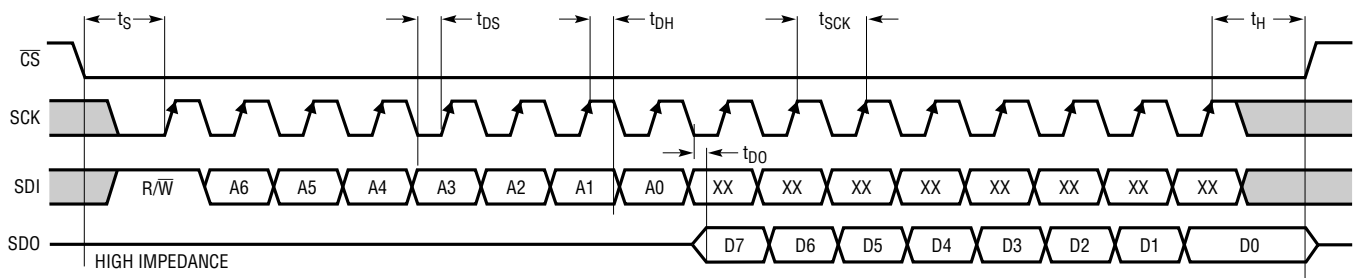 tS tDS tDH tSCK tH
C̅S̅
SCK
tDO
SDI R/W̅ A6 A5 A4 A3 A2 A1 A0 XX XX XX XX XX XX XX XX
SDO D7 D6 D5 D4 D3 D2 D1 D0
HIGH IMPEDANCE